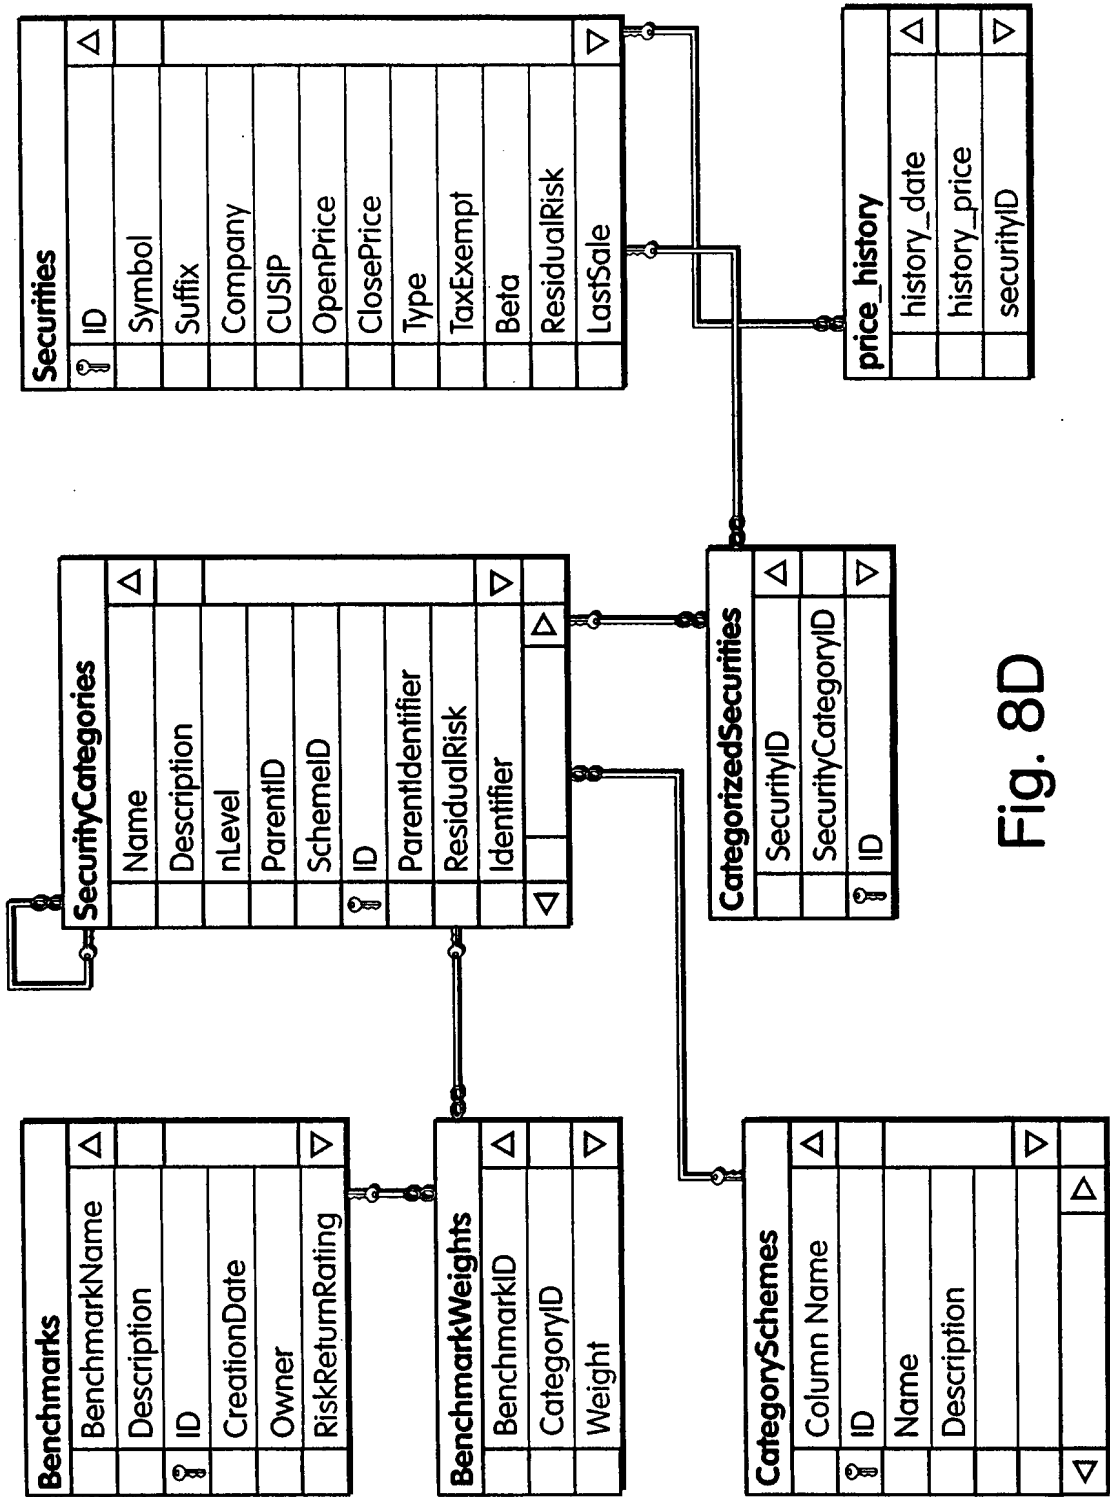 Benchmarks
BenchmarkName
Description
ID
CreationDate
Owner
RiskReturnRating
BenchmarkWeights
BenchmarkID
CategoryID
Weight
CategorySchemes
Column Name
ID
Name
Description
SecurityCategories
Name
Description
nLevel
ParentID
SchemeID
ID
ParentIdentifier
ResidualRisk
Identifier
CategorizedSecurities
SecurityID
SecurityCategoryID
ID
Securities
ID
Symbol
Suffix
Company
CUSIP
OpenPrice
ClosePrice
Type
TaxExempt
Beta
ResidualRisk
LastSale
price_history
history_date
history_price
securityID
Fig. 8D